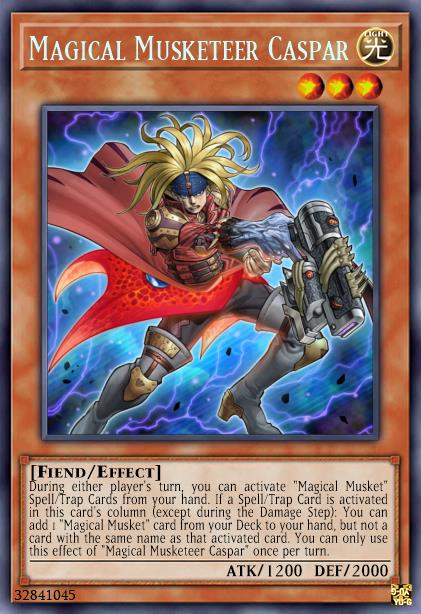 MAGICAL MUSKETEER CASPAR
LIGHT
光
[FIEND/EFFECT]
During either player's turn, you can activate "Magical Musket"
Spell/Trap Cards from your hand. If a Spell/Trap Card is activated
in this card's column (except during the Damage Step): You can
add 1 "Magical Musket" card from your Deck to your hand, but not a
card with the same name as that activated card. You can only use
this effect of "Magical Musketeer Caspar" once per turn.
ATK/1200 DEF/2000
32841045